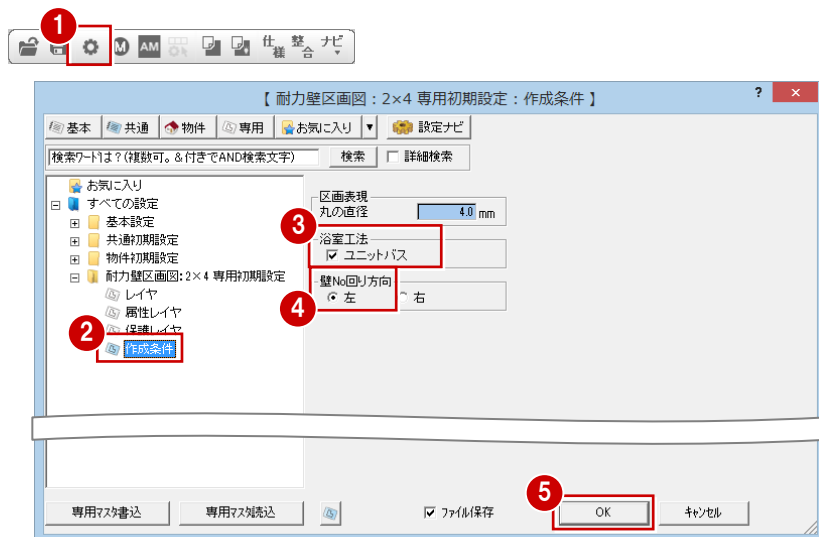 1
M AM 仕様 整合 ナビ
【 耐力壁区画図：2×4 専用初期設定：作成条件 】 ? ×
基本 共通 物件 専用 お気に入り ▼ 設定ナビ
検索ワードは？(複数可。&付きでAND検索文字) 検索 詳細検索
お気に入り
すべての設定
基本設定
共通初期設定
物件初期設定
耐力壁区画図:2×4 専用初期設定
レイヤ
属性レイヤ
保護レイヤ
2
作成条件
区画表現
丸の直径 4.0 mm
3
浴室工法
ユニットバス
4
壁No回り方向
左 右
5
専用マスタ書込 専用マスタ読込 ファイル保存 OK キャンセル